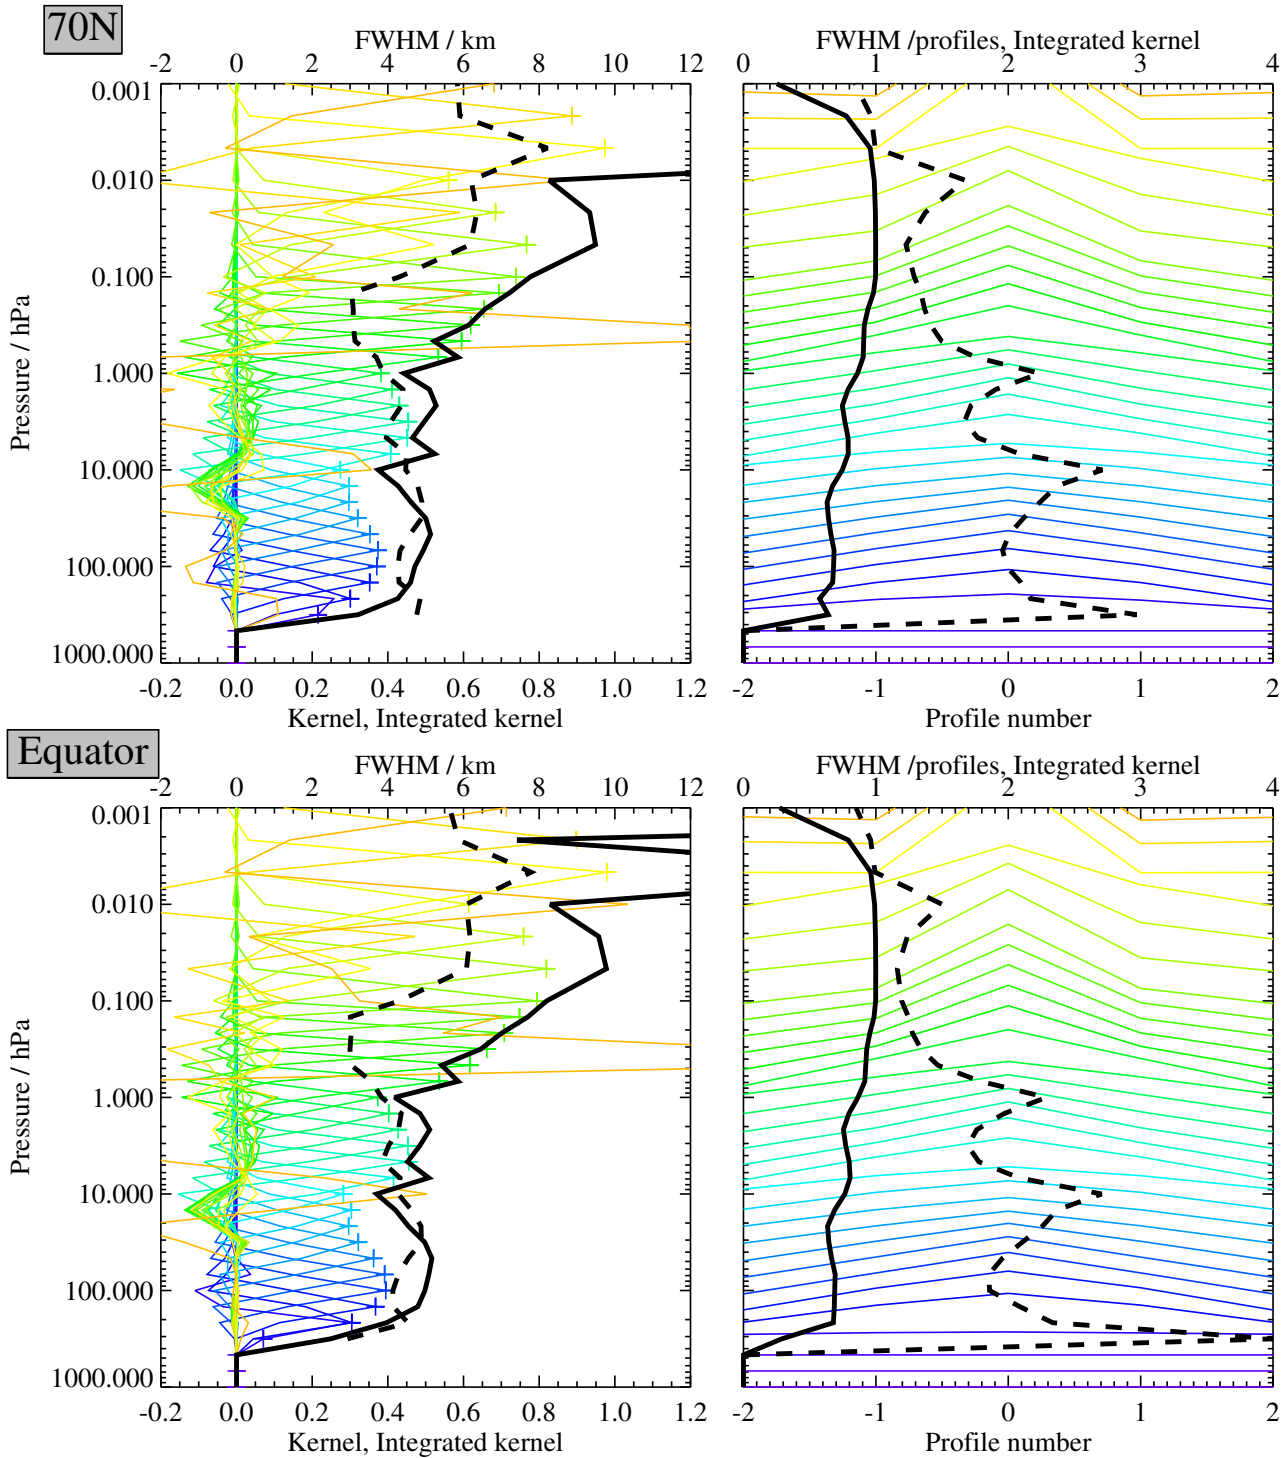 70N
FWHM / km
FWHM /profiles, Integrated kernel
-2 0 2 4 6 8 10 12
0 1 2 3 4
0.001
0.010
0.100
1.000
10.000
100.000
1000.000
Pressure / hPa
-0.2 0.0 0.2 0.4 0.6 0.8 1.0 1.2
-2 -1 0 1 2
Kernel, Integrated kernel
Profile number
Equator
FWHM / km
FWHM /profiles, Integrated kernel
-2 0 2 4 6 8 10 12
0 1 2 3 4
0.001
0.010
0.100
1.000
10.000
100.000
1000.000
Pressure / hPa
-0.2 0.0 0.2 0.4 0.6 0.8 1.0 1.2
-2 -1 0 1 2
Kernel, Integrated kernel
Profile number